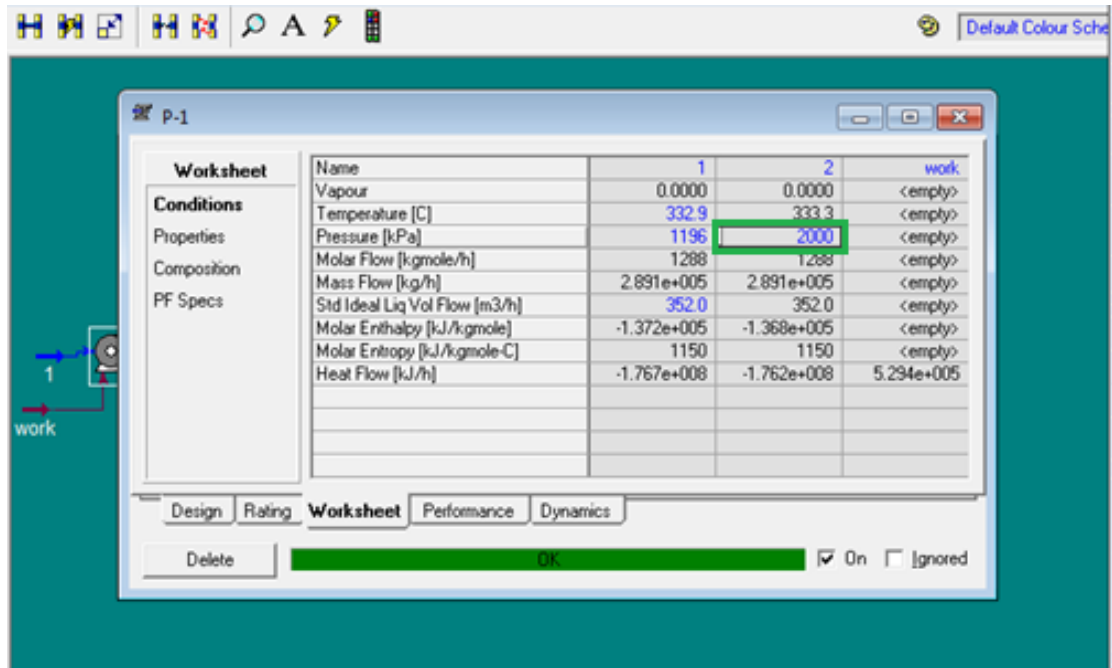 A
Default Colour Sche
P-1
Worksheet
Conditions
Properties
Composition
PF Specs
Name 1 2 work
Vapour 0.0000 0.0000 <empty>
Temperature [C] 332.9 333.3 <empty>
Pressure [kPa] 1196 2000 <empty>
Molar Flow [kgmole/h] 1288 1288 <empty>
Mass Flow [kg/h] 2.891e+005 2.891e+005 <empty>
Std Ideal Liq Vol Flow [m3/h] 352.0 352.0 <empty>
Molar Enthalpy [kJ/kgmole] -1.372e+005 -1.368e+005 <empty>
Molar Entropy [kJ/kgmole-C] 1150 1150 <empty>
Heat Flow [kJ/h] -1.767e+008 -1.762e+008 5.294e+005
1
work
Design Rating Worksheet Performance Dynamics
Delete OK On Ignored